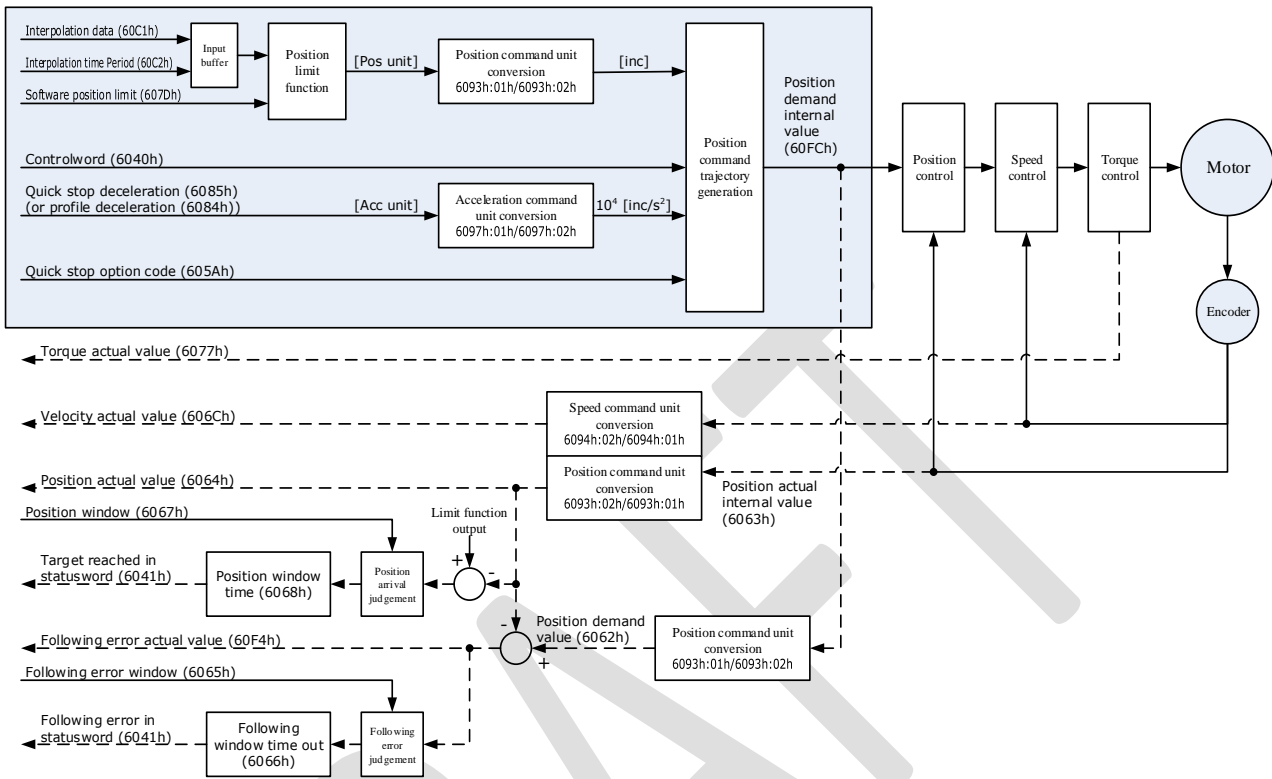 Interpolation data (60C1h)
Interpolation time Period (60C2h)
Software position limit (607Dh)
Input
buffer
Position
limit
function
[Pos unit]
Position command unit
conversion
6093h:01h/6093h:02h
[inc]
Controlword (6040h)
Quick stop deceleration (6085h)
(or profile deceleration (6084h))
[Acc unit]
Acceleration command
unit conversion
6097h:01h/6097h:02h
10⁴ [inc/s²]
Quick stop option code (605Ah)
Position
command
trajectory
generation
Position
demand
internal
value
(60FCh)
Position
control
Speed
control
Torque
control
Motor
Encoder
Torque actual value (6077h)
Velocity actual value (606Ch)
Speed command unit
conversion
6094h:02h/6094h:01h
Position actual value (6064h)
Position command unit
conversion
6093h:02h/6093h:01h
Position actual
internal value
(6063h)
Position window (6067h)
Limit function
output
+
-
Target reached in
statusword (6041h)
Position window
time (6068h)
Position
arrival
judgement
Following error actual value (60F4h)
-
+
Position demand
value (6062h)
Position command unit
conversion
6093h:01h/6093h:02h
Following error window (6065h)
Following error in
statusword (6041h)
Following
window time out
(6066h)
Following
error
judgement
DRAFT